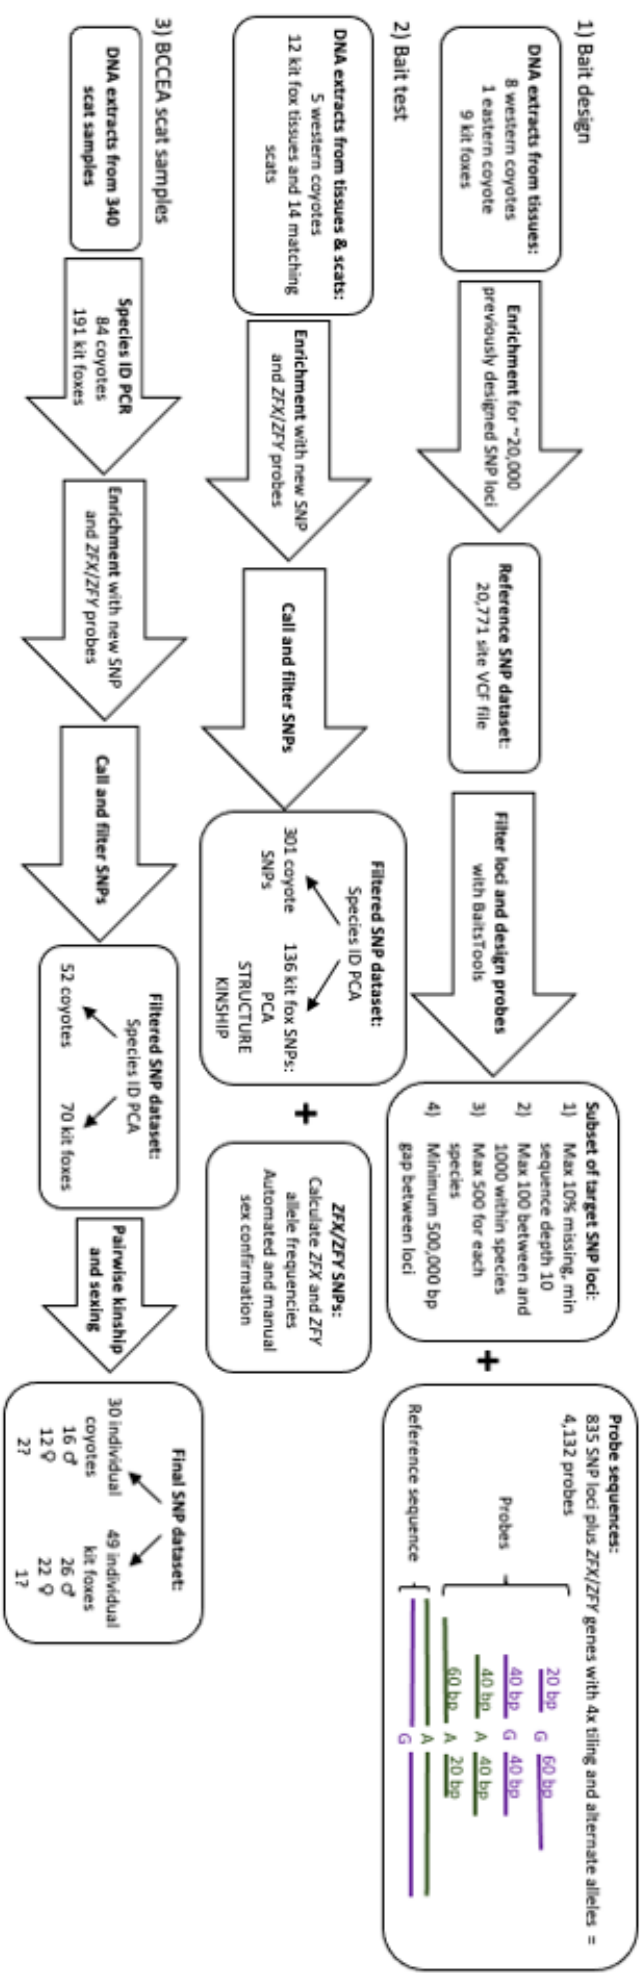 1) Bait design
DNA extracts from tissues:
8 western coyotes
1 eastern coyote
9 kit foxes
Enrichment for ~20,000
previously designed SNP loci
Reference SNP dataset:
20,771 site VCF file
Filter loci and design probes
with BaitsTools
Subset of target SNP loci:
1) Max 10% missing, min
sequence depth 10
2) Max 100 between and
1000 within species
3) Max 500 for each
species
4) Minimum 500,000 bp
gap between loci
+
Probe sequences:
835 SNP loci plus ZFX/ZFY genes with 4x tiling and alternate alleles =
4,132 probes
Probes
20 bp G 60 bp
40 bp G 40 bp
40 bp A 40 bp
60 bp A 20 bp
Reference sequence
A
G
2) Bait test
DNA extracts from tissues & scats:
5 western coyotes
12 kit fox tissues and 14 matching
scats
Enrichment with new SNP
and ZFX/ZFY probes
Call and filter SNPs
Filtered SNP dataset:
Species ID PCA
301 coyote
SNPs
136 kit fox SNPs:
PCA
STRUCTURE
KINSHIP
+
ZFX/ZFY SNPs:
Calculate ZFX and ZFY
allele frequencies
Automated and manual
sex confirmation
3) BCCEA scat samples
DNA extracts from 340
scat samples
Species ID PCR
84 coyotes
191 kit foxes
Enrichment with new SNP
and ZFX/ZFY probes
Call and filter SNPs
Filtered SNP dataset:
Species ID PCA
52 coyotes
70 kit foxes
Pairwise kinship
and sexing
Final SNP dataset:
30 individual
coyotes
16 ♂
12 ♀
2?
49 individual
kit foxes
26 ♂
22 ♀
1?